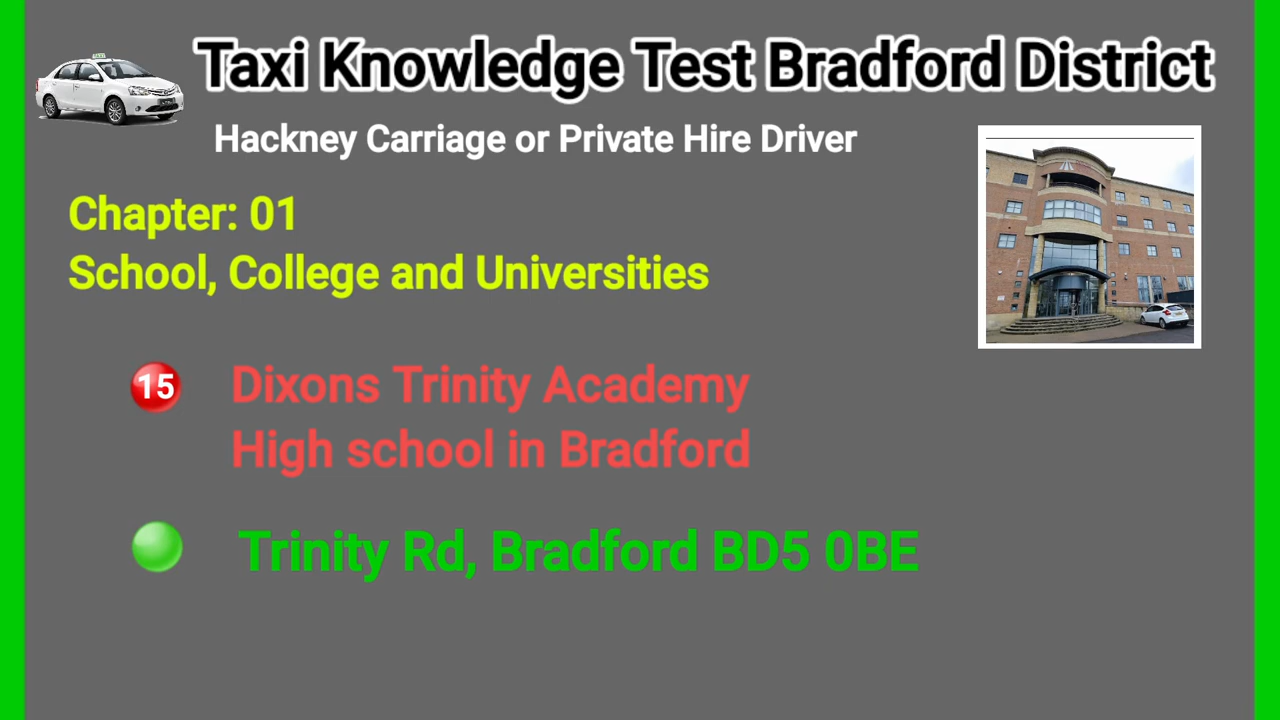 Taxi Knowledge Test Bradford District
Hackney Carriage or Private Hire Driver
Chapter: 01
School, College and Universities
15 Dixons Trinity Academy
High school in Bradford
Trinity Rd, Bradford BD5 0BE